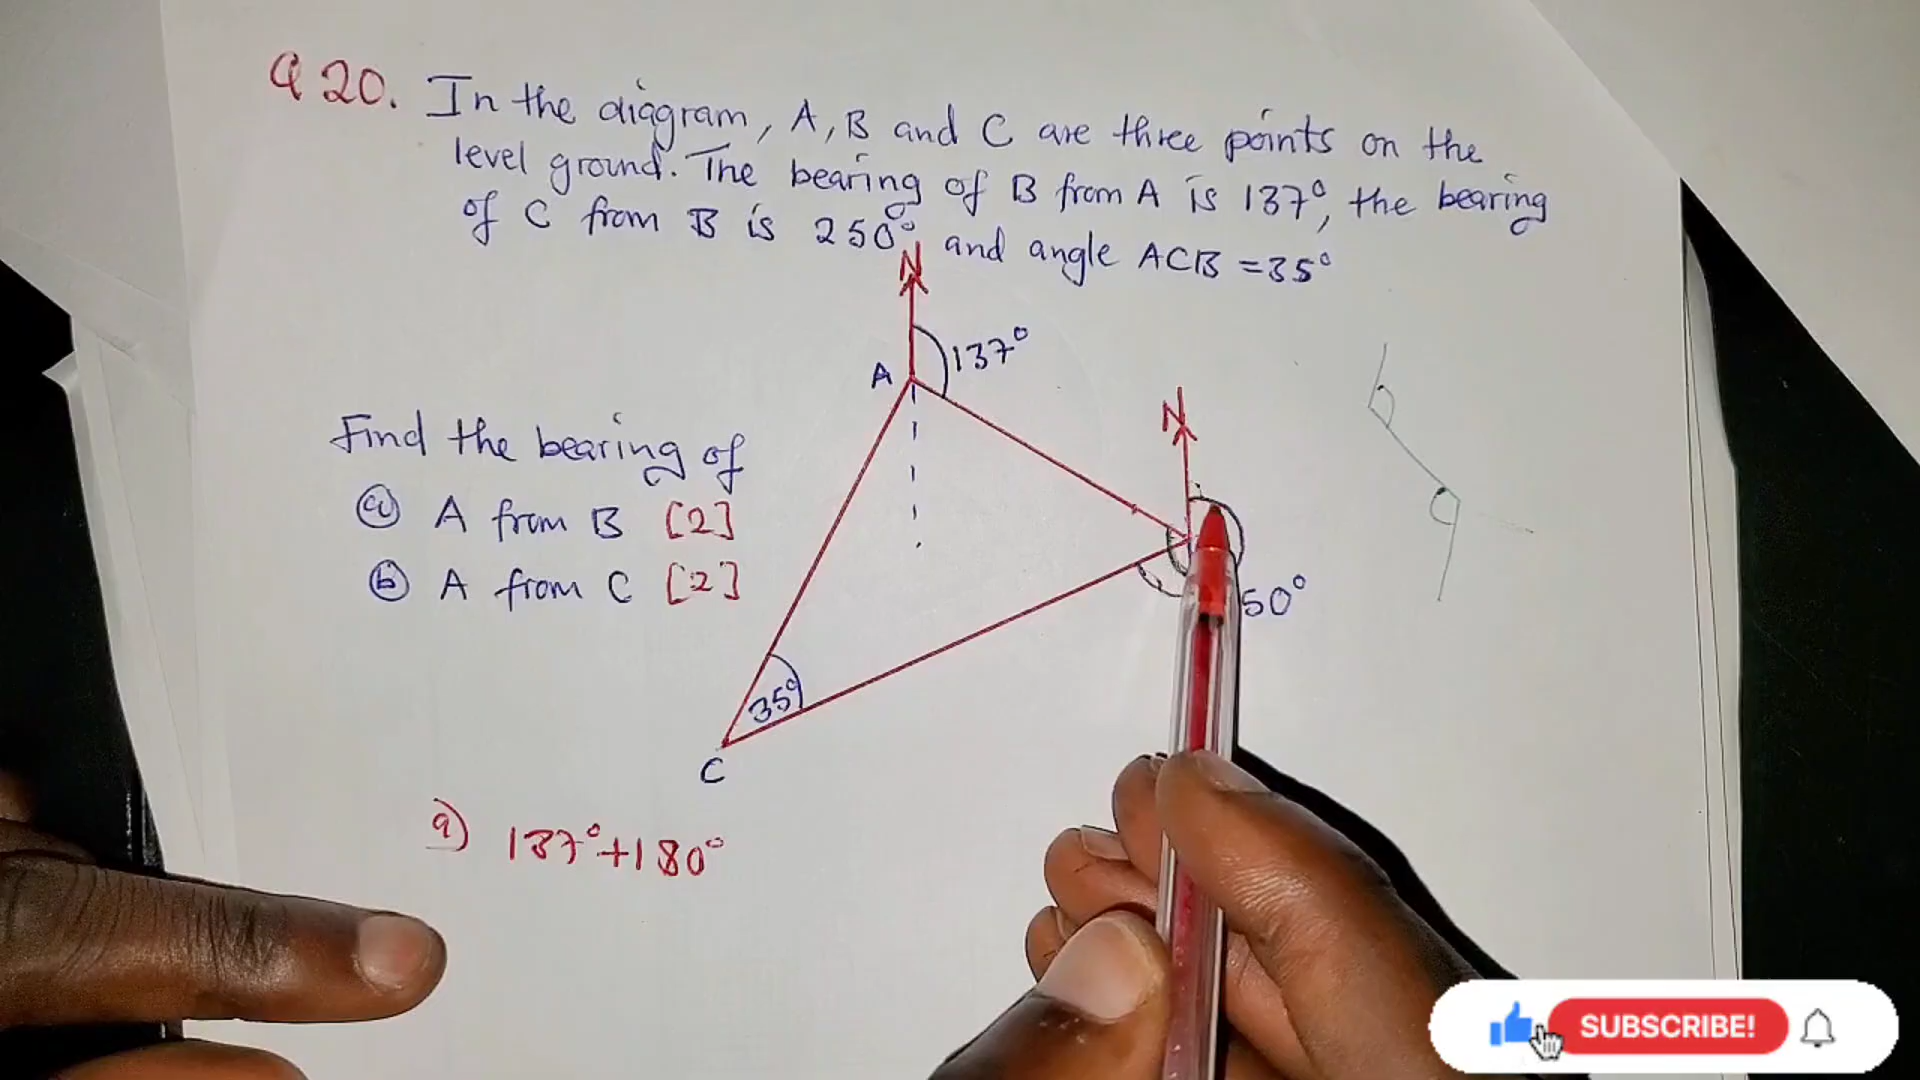 Q 20. In the diagram, A, B and C are three points on the
level ground. The bearing of B from A is 137°, the bearing
of C from B is 250° and angle ACB = 35°
N
A
137°
N
Find the bearing of
(a) A from B [2]
(b) A from C [2]
50°
35°
C
a) 137° + 180°
SUBSCRIBE!